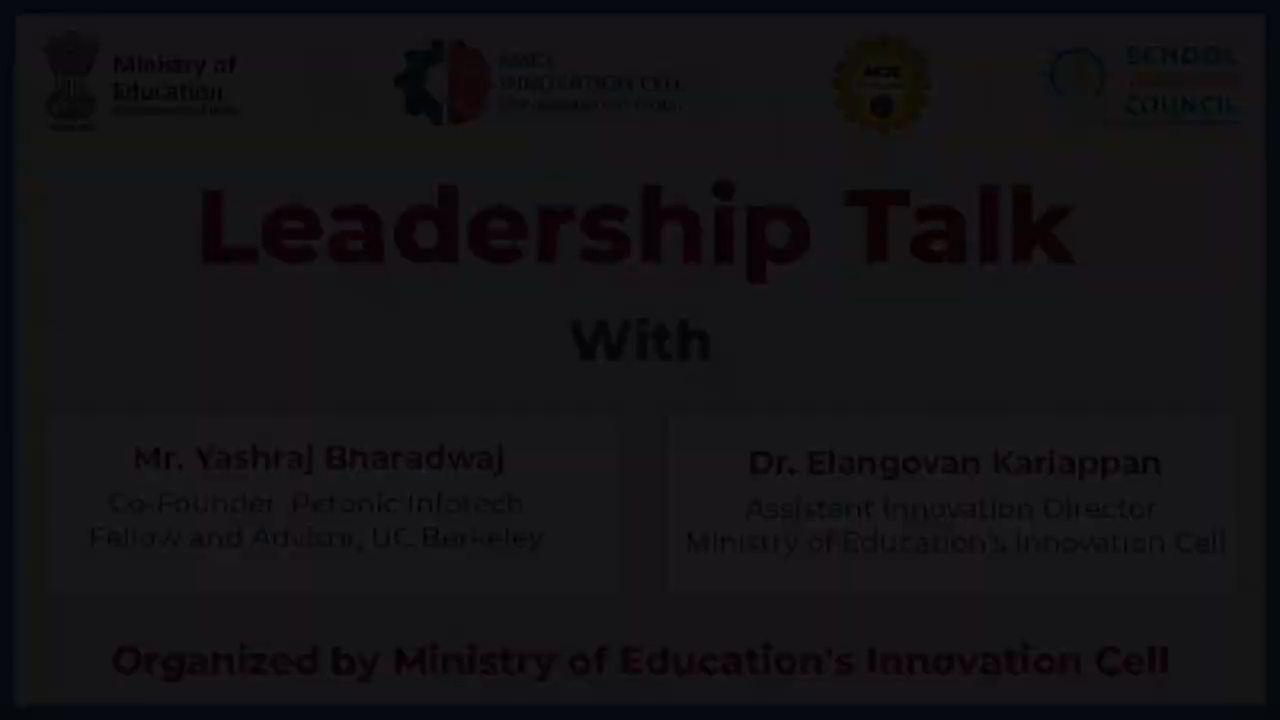 Ministry of
Education
INNOVATION CELL
SCHOOL
COUNCIL
Leadership Talk
With
Mr. Yashraj Bharadwaj
Co-Founder, Petonic Infotech
Fellow and Advisor, UC Berkeley
Dr. Elangovan Kariappan
Assistant Innovation Director
Ministry of Education's Innovation Cell
Organized by Ministry of Education's Innovation Cell